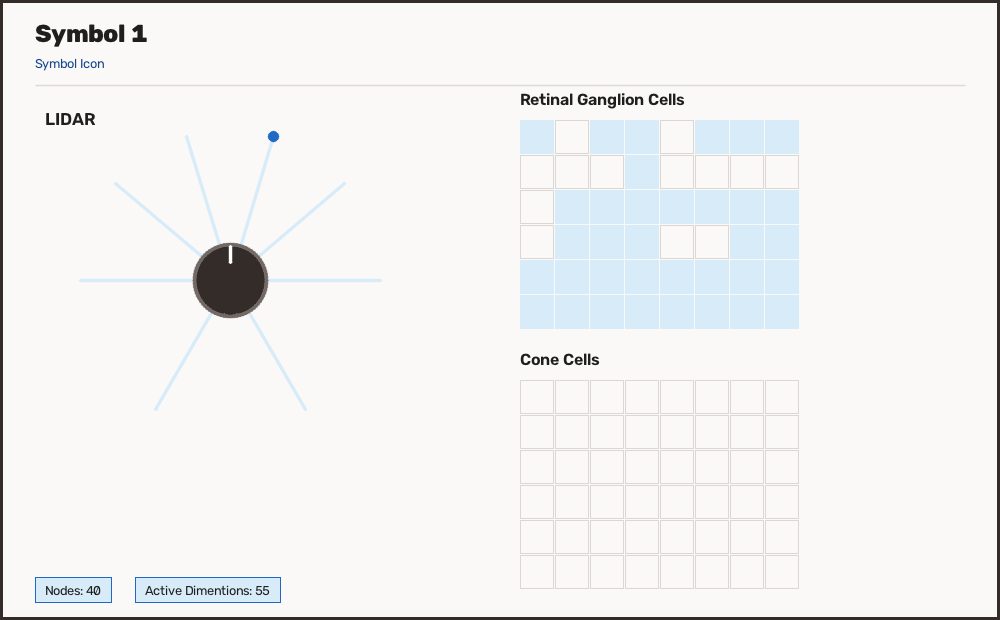 Symbol 1
Symbol Icon
LIDAR
Retinal Ganglion Cells
Cone Cells
Nodes: 40
Active Dimentions: 55